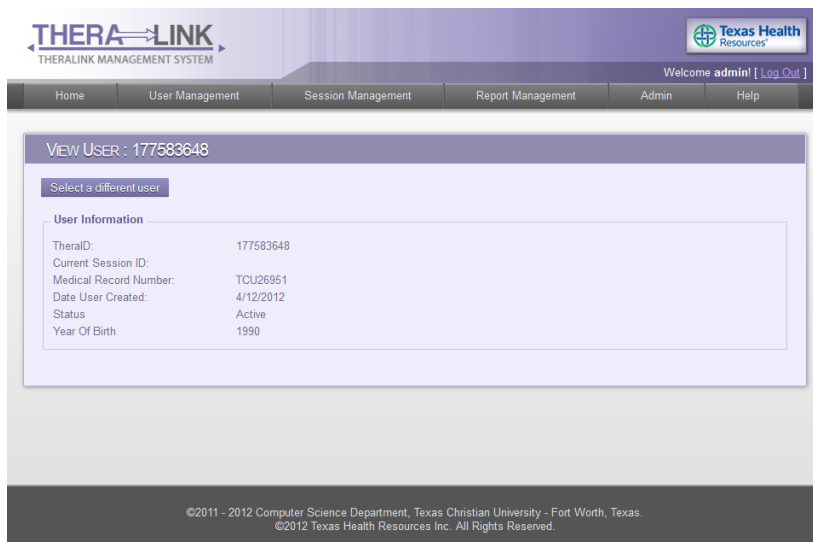 THERA LINK
THERALINK MANAGEMENT SYSTEM
Texas Health
Resources®
Welcome admin! [ Log Out ]
Home User Management Session Management Report Management Admin Help
VIEW USER : 177583648
Select a different user
User Information
TheraID: 177583648
Current Session ID:
Medical Record Number: TCU26951
Date User Created: 4/12/2012
Status Active
Year Of Birth 1990
©2011 - 2012 Computer Science Department, Texas Christian University - Fort Worth, Texas.
©2012 Texas Health Resources Inc. All Rights Reserved.